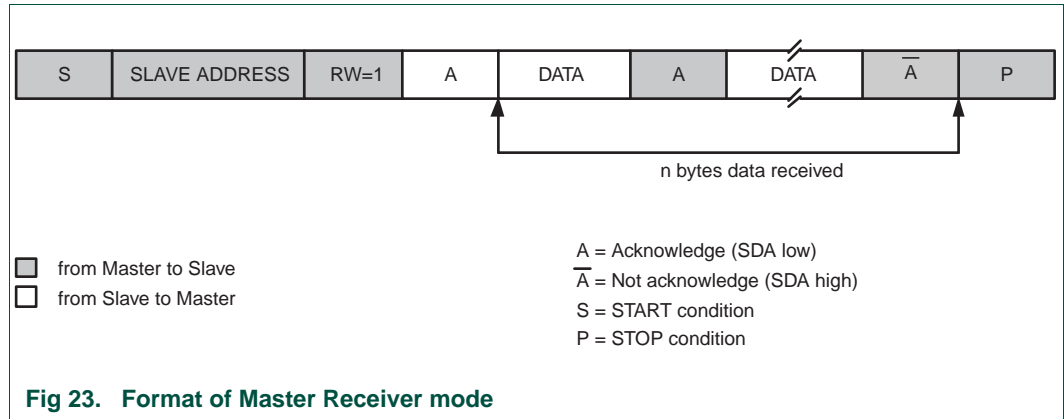 S SLAVE ADDRESS RW=1 A DATA A DATA A̅ P
n bytes data received
from Master to Slave
from Slave to Master
A = Acknowledge (SDA low)
A̅ = Not acknowledge (SDA high)
S = START condition
P = STOP condition
Fig 23. Format of Master Receiver mode